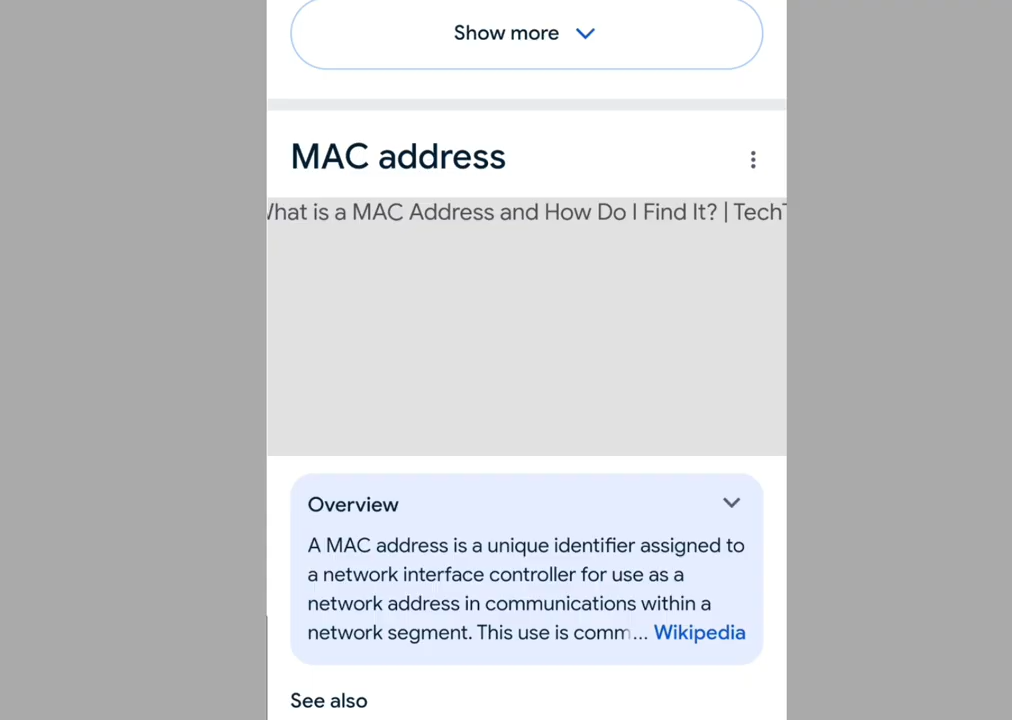 Show more
MAC address
hat is a MAC Address and How Do I Find It? | Tech
Overview
A MAC address is a unique identifier assigned to
a network interface controller for use as a
network address in communications within a
network segment. This use is comm... Wikipedia
See also